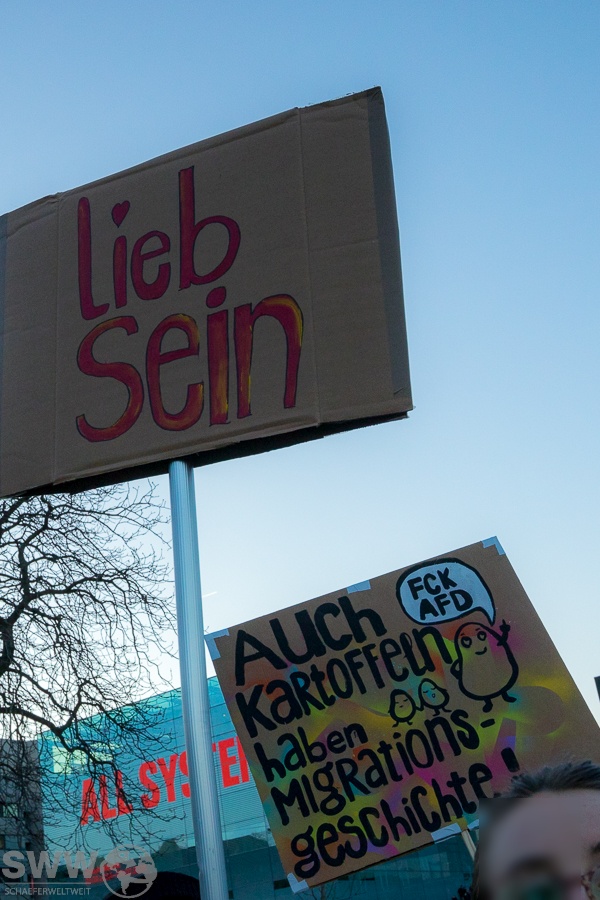 lieb
sein
FCK
AFD
AUCH
Kartoffeln
haben
MIGRAtions-
geschichte!
ALL SYSTE
SWW
SCHAEFERWELTWEIT